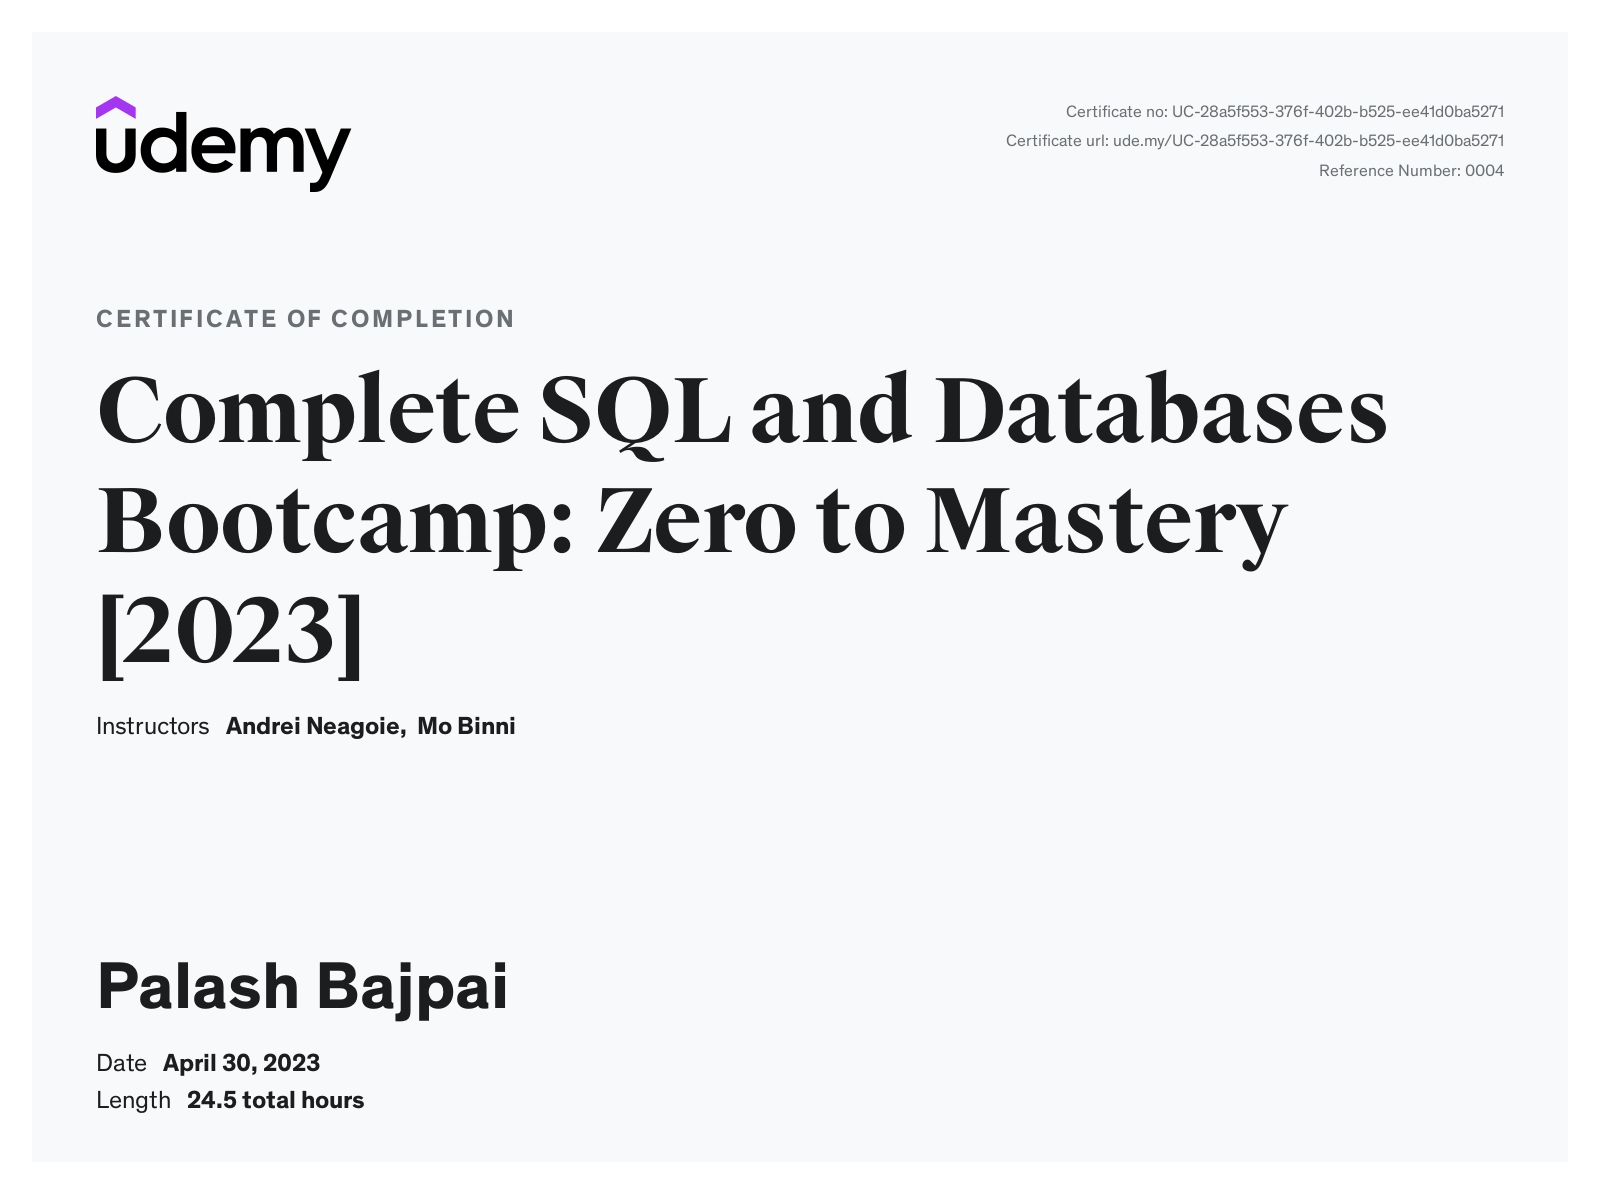 udemy
Certificate no: UC-28a5f553-376f-402b-b525-ee41d0ba5271
Certificate url: ude.my/UC-28a5f553-376f-402b-b525-ee41d0ba5271
Reference Number: 0004
CERTIFICATE OF COMPLETION
Complete SQL and Databases
Bootcamp: Zero to Mastery
[2023]
Instructors Andrei Neagoie, Mo Binni
Palash Bajpai
Date April 30, 2023
Length 24.5 total hours